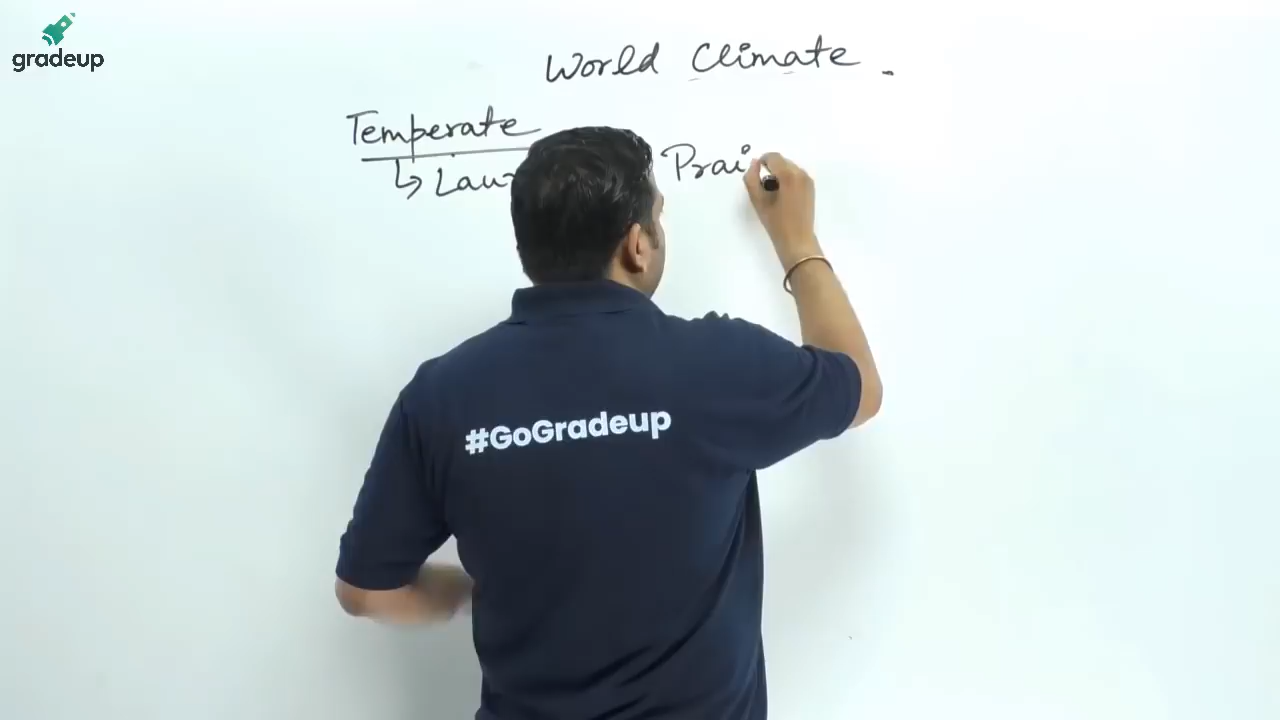 gradeup
World Climate.
Temperate
↳ Lau
Prai
#GoGradeup